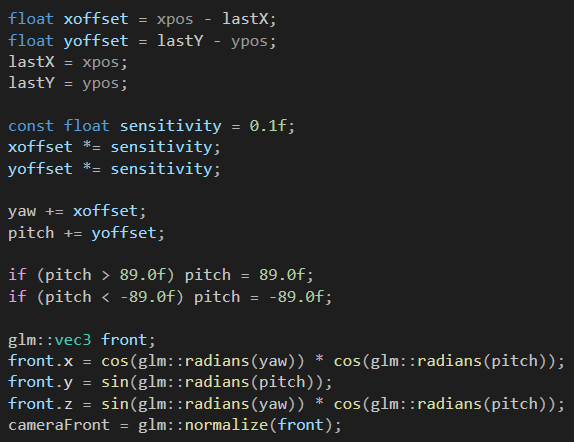 float xoffset = xpos - lastX;
float yoffset = lastY - ypos;
lastX = xpos;
lastY = ypos;

const float sensitivity = 0.1f;
xoffset *= sensitivity;
yoffset *= sensitivity;

yaw += xoffset;
pitch += yoffset;

if (pitch > 89.0f) pitch = 89.0f;
if (pitch < -89.0f) pitch = -89.0f;

glm::vec3 front;
front.x = cos(glm::radians(yaw)) * cos(glm::radians(pitch));
front.y = sin(glm::radians(pitch));
front.z = sin(glm::radians(yaw)) * cos(glm::radians(pitch));
cameraFront = glm::normalize(front);